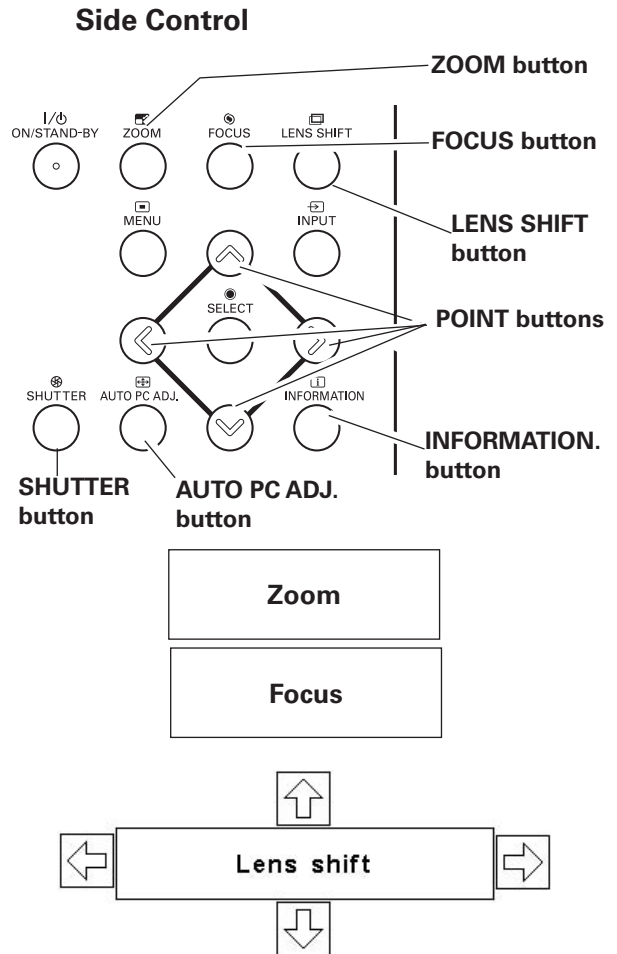 Side Control
ZOOM button
I/⏻
ON/STAND-BY
ZOOM
FOCUS
LENS SHIFT
FOCUS button
MENU
INPUT
LENS SHIFT
button
SELECT
POINT buttons
SHUTTER
AUTO PC ADJ.
i
INFORMATION
INFORMATION.
button
SHUTTER
button
AUTO PC ADJ.
button
Zoom
Focus
Lens shift